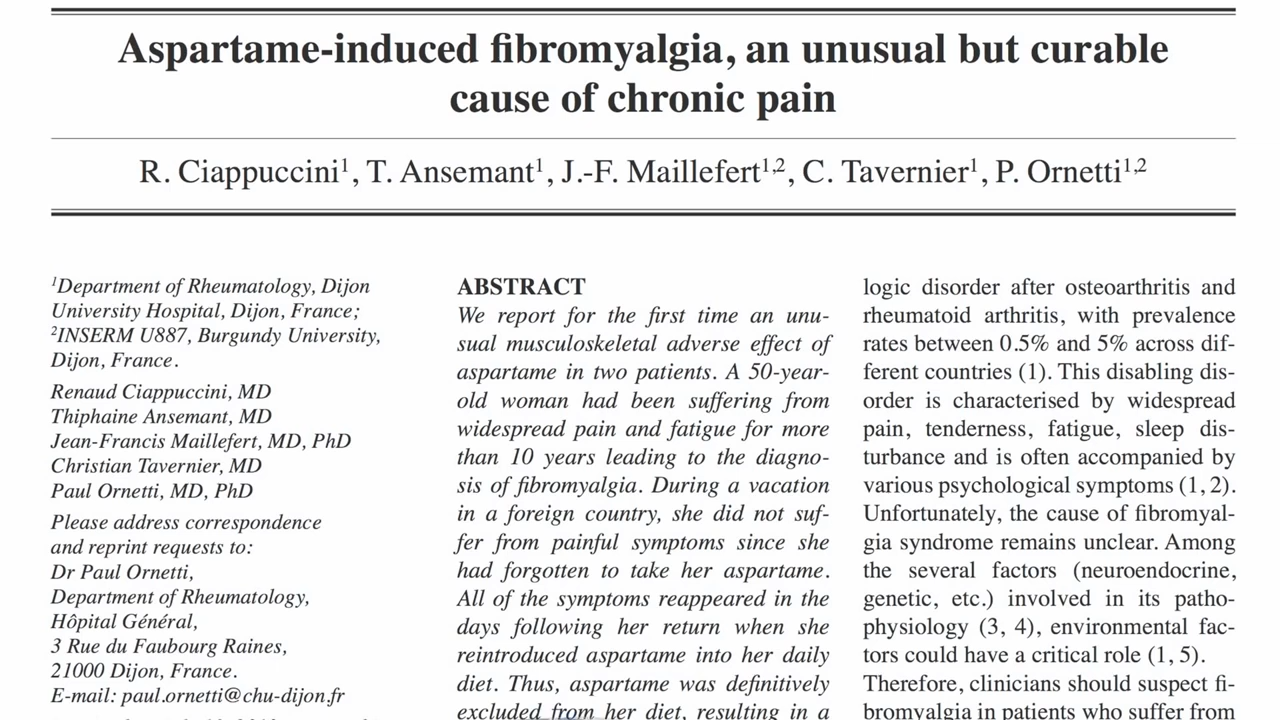 Aspartame-induced fibromyalgia, an unusual but curable
cause of chronic pain
R. Ciappuccini1, T. Ansemant1, J.-F. Maillefert1,2, C. Tavernier1, P. Ornetti1,2
1Department of Rheumatology, Dijon
University Hospital, Dijon, France;
2INSERM U887, Burgundy University,
Dijon, France.
Renaud Ciappuccini, MD
Thiphaine Ansemant, MD
Jean-Francis Maillefert, MD, PhD
Christian Tavernier, MD
Paul Ornetti, MD, PhD
Please address correspondence
and reprint requests to:
Dr Paul Ornetti,
Department of Rheumatology,
Hôpital Général,
3 Rue du Faubourg Raines,
21000 Dijon, France.
E-mail: paul.ornetti@chu-dijon.fr
ABSTRACT
We report for the first time an unu-
sual musculoskeletal adverse effect of
aspartame in two patients. A 50-year-
old woman had been suffering from
widespread pain and fatigue for more
than 10 years leading to the diagno-
sis of fibromyalgia. During a vacation
in a foreign country, she did not suf-
fer from painful symptoms since she
had forgotten to take her aspartame.
All of the symptoms reappeared in the
days following her return when she
reintroduced aspartame into her daily
diet. Thus, aspartame was definitively
excluded from her diet, resulting in a
logic disorder after osteoarthritis and
rheumatoid arthritis, with prevalence
rates between 0.5% and 5% across dif-
ferent countries (1). This disabling dis-
order is characterised by widespread
pain, tenderness, fatigue, sleep dis-
turbance and is often accompanied by
various psychological symptoms (1, 2).
Unfortunately, the cause of fibromyal-
gia syndrome remains unclear. Among
the several factors (neuroendocrine,
genetic, etc.) involved in its patho-
physiology (3, 4), environmental fac-
tors could have a critical role (1, 5).
Therefore, clinicians should suspect fi-
bromyalgia in patients who suffer from